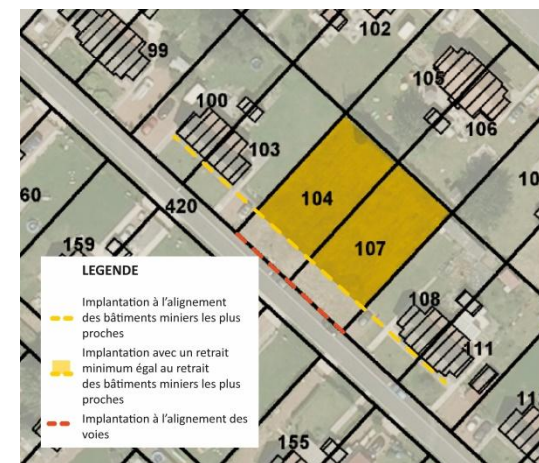 102
99
105
100
106
103
10
104
60
420
107
159
108
111
11
155
LEGENDE
Implantation à l'alignement
des bâtiments miniers les plus
proches
Implantation avec un retrait
minimum égal au retrait
des bâtiments miniers les plus
proches
Implantation à l'alignement des
voies